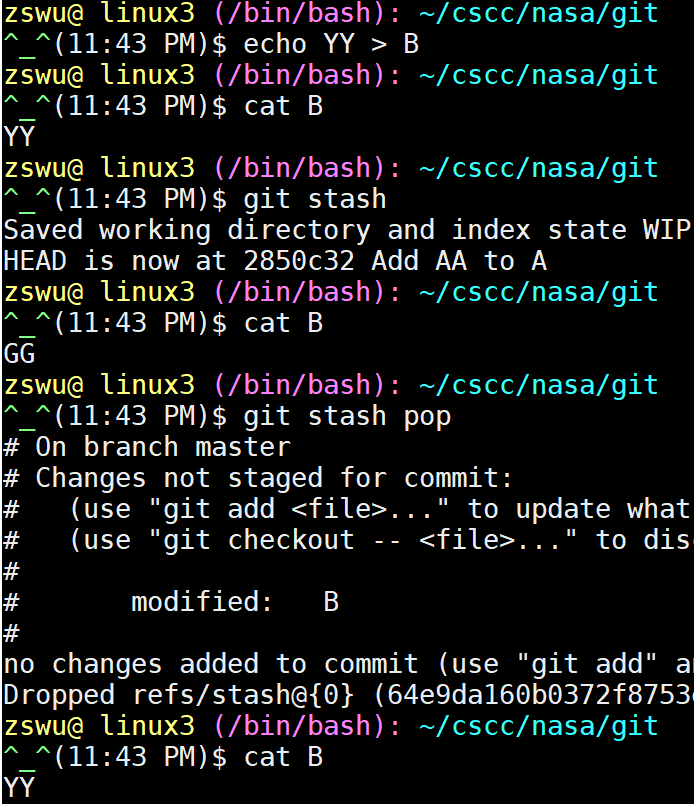 zswu@ linux3 (/bin/bash): ~/cscc/nasa/git
^_^(11:43 PM)$ echo YY > B
zswu@ linux3 (/bin/bash): ~/cscc/nasa/git
^_^(11:43 PM)$ cat B
YY
zswu@ linux3 (/bin/bash): ~/cscc/nasa/git
^_^(11:43 PM)$ git stash
Saved working directory and index state WIP
HEAD is now at 2850c32 Add AA to A
zswu@ linux3 (/bin/bash): ~/cscc/nasa/git
^_^(11:43 PM)$ cat B
GG
zswu@ linux3 (/bin/bash): ~/cscc/nasa/git
^_^(11:43 PM)$ git stash pop
# On branch master
# Changes not staged for commit:
#   (use "git add <file>..." to update what
#   (use "git checkout -- <file>..." to dis
#
#       modified:   B
#
no changes added to commit (use "git add" a
Dropped refs/stash@{0} (64e9da160b0372f8753
zswu@ linux3 (/bin/bash): ~/cscc/nasa/git
^_^(11:43 PM)$ cat B
YY